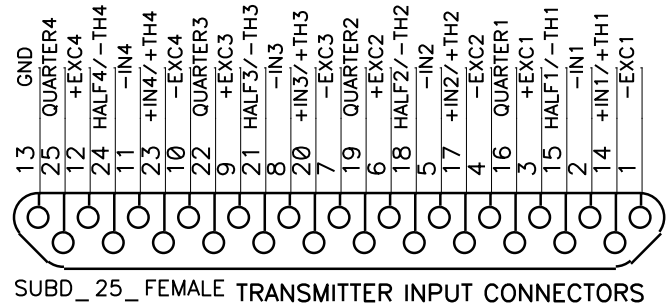 GND
QUARTER4
+EXC4
HALF4/-TH4
-IN4
+IN4/+TH4
-EXC4
QUARTER3
+EXC3
HALF3/-TH3
-IN3
+IN3/+TH3
-EXC3
QUARTER2
+EXC2
HALF2/-TH2
-IN2
+IN2/+TH2
-EXC2
QUARTER1
+EXC1
HALF1/-TH1
-IN1
+IN1/+TH1
-EXC1
13
25
12
24
11
23
10
22
9
21
8
20
7
19
6
18
5
17
4
16
3
15
2
14
1
SUBD_25_FEMALE TRANSMITTER INPUT CONNECTORS